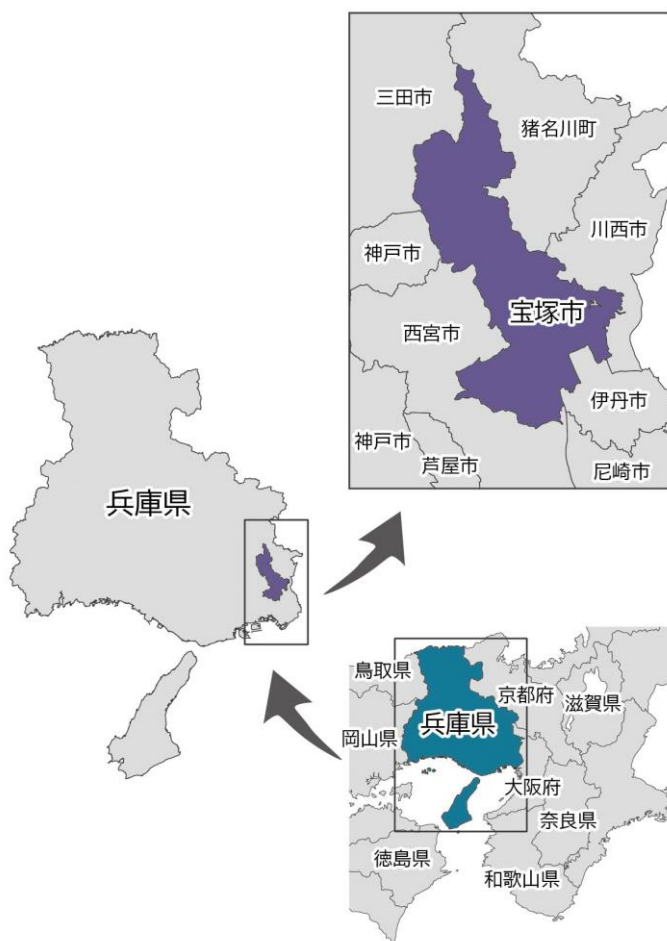 三田市
猪名川町
川西市
神戸市
宝塚市
西宮市
伊丹市
神戸市
芦屋市
尼崎市
兵庫県
鳥取県
京都府
滋賀県
兵庫県
岡山県
大阪府
奈良県
徳島県
和歌山県